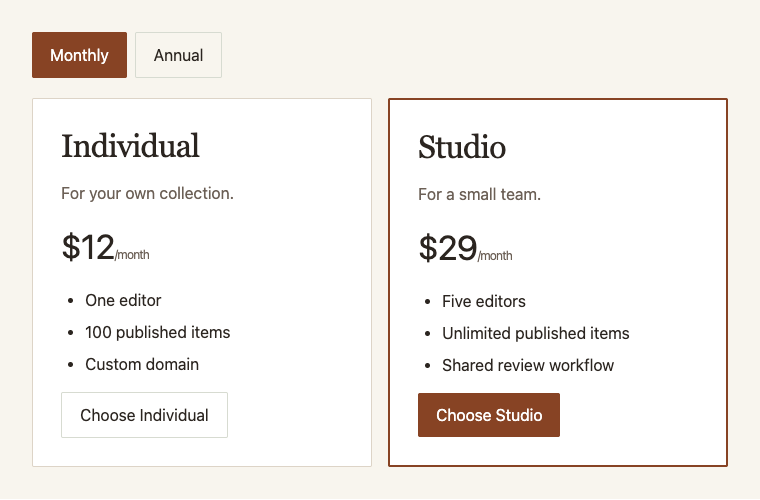 Monthly
Annual
Individual
For your own collection.
$12/month
One editor
100 published items
Custom domain
Choose Individual
Studio
For a small team.
$29/month
Five editors
Unlimited published items
Shared review workflow
Choose Studio